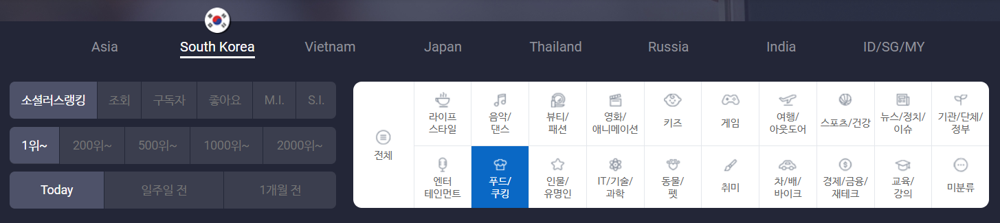 Asia South Korea Vietnam Japan Thailand Russia India ID/SG/MY
소셜러스랭킹 조회 구독자 좋아요 M.I. S.I.
1위~ 200위~ 500위~ 1000위~ 2000위~
Today 일주일 전 1개월 전
전체
라이프
스타일
음악/
댄스
뷰티/
패션
영화/
애니메이션
키즈
게임
여행/
아웃도어
스포츠/건강
뉴스/정치/
이슈
기관/단체/
정부
엔터
테인먼트
푸드/
쿠킹
인물/
유명인
IT/기술/
과학
동물/
펫
취미
차/배/
바이크
경제/금융/
재테크
교육/
강의
미분류